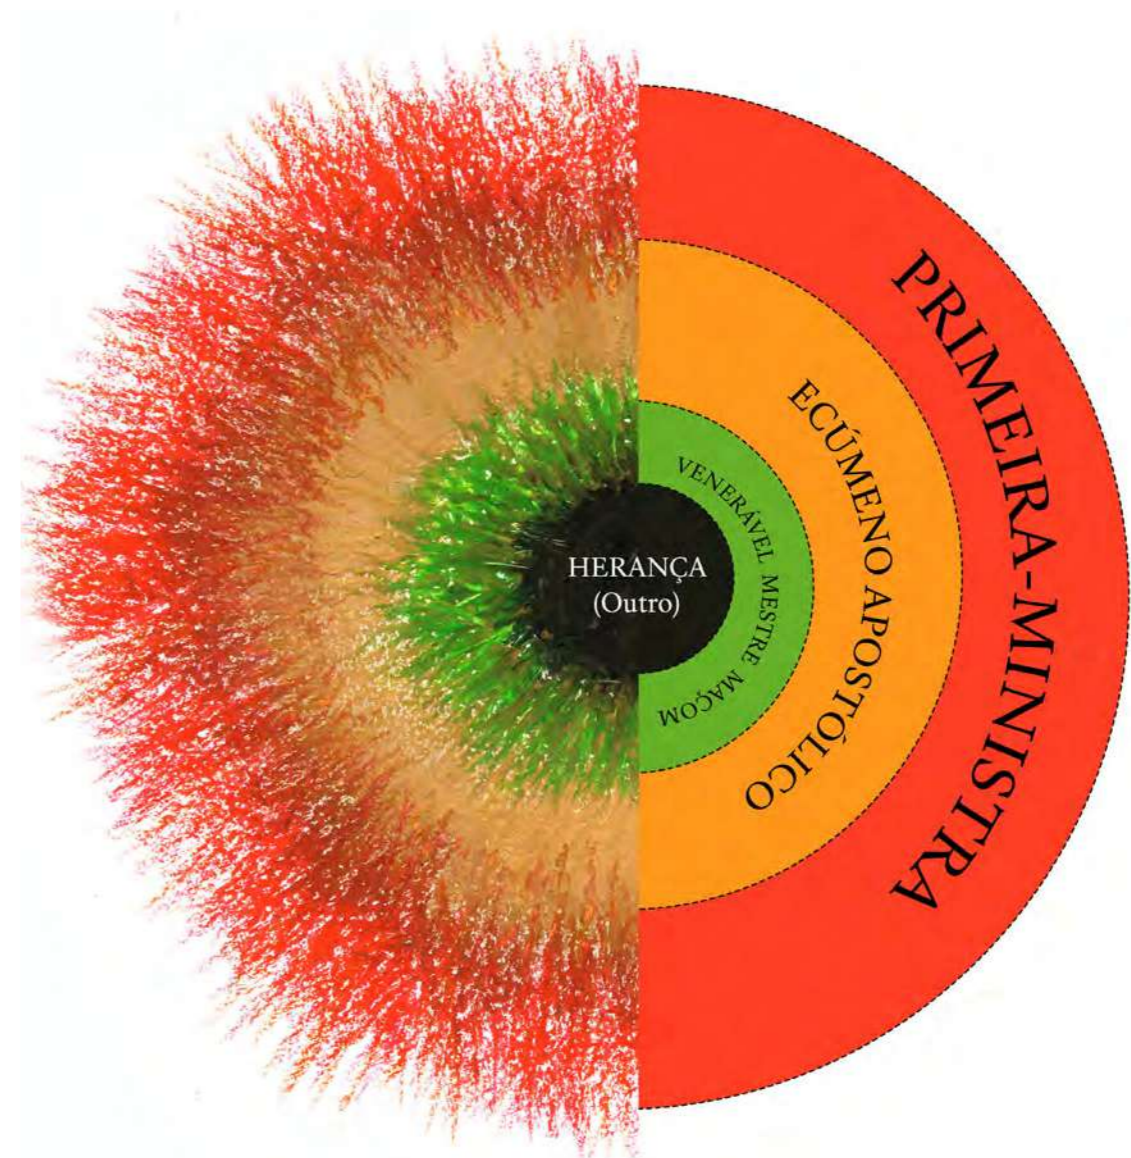 PRIMEIRA-MINISTRA
ECÚMENO APOSTÓLICO
VENERÁVEL MESTRE MAÇOM
HERANÇA
(Outro)